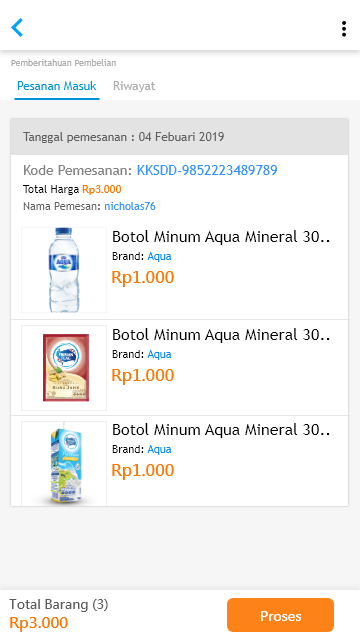 Pemberitahuan Pembelian
Pesanan Masuk Riwayat
Tanggal pemesanan : 04 Febuari 2019
Kode Pemesanan: KKSDD-9852223489789
Total Harga Rp3.000
Nama Pemesan: nicholas76
AQUA
Botol Minum Aqua Mineral 30..
Brand: Aqua
Rp1.000
Botol Minum Aqua Mineral 30..
Brand: Aqua
Rp1.000
Botol Minum Aqua Mineral 30..
Brand: Aqua
Rp1.000
Total Barang (3)
Rp3.000
Proses